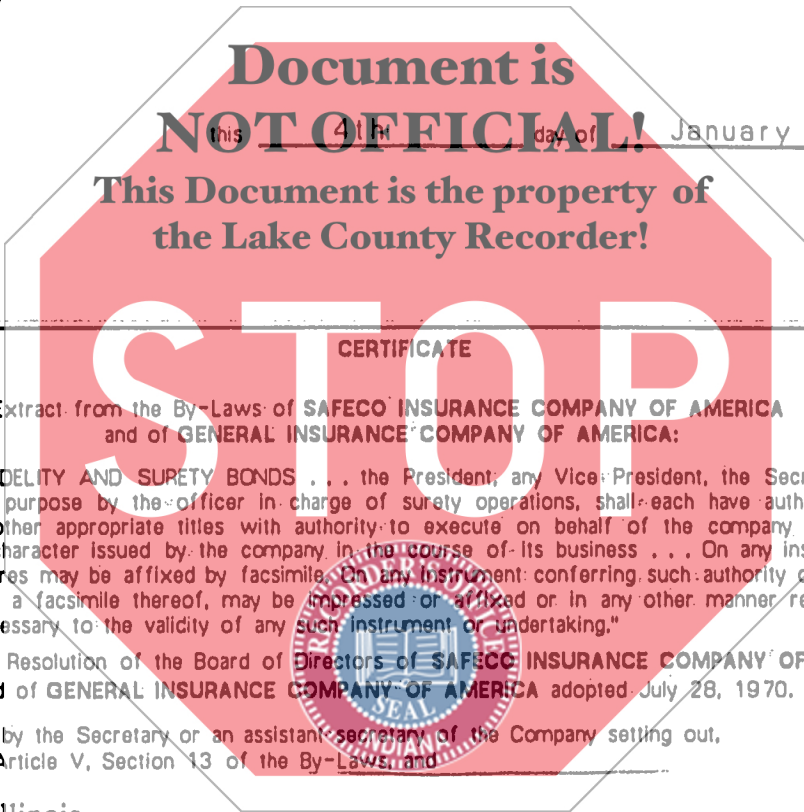 Document is
NOT OFFICIAL!
this 4th day of January
This Document is the property of
the Lake County Recorder!
STOP
CERTIFICATE
Extract from the By-Laws of SAFECO INSURANCE COMPANY OF AMERICA
and of GENERAL INSURANCE COMPANY OF AMERICA:
DELITY AND SURETY BONDS . . . the President, any Vice President, the Secr
purpose by the officer in charge of surety operations, shall each have auth
other appropriate titles with authority to execute on behalf of the company
haracter issued by the company in the course of its business . . . On any ins
res may be affixed by facsimile. On any instrument conferring such authority o
a facsimile thereof, may be impressed or affixed or in any other manner re
essary to the validity of any such instrument or undertaking."
Resolution of the Board of Directors of SAFECO INSURANCE COMPANY OF
d of GENERAL INSURANCE COMPANY OF AMERICA adopted July 28, 1970.
SEAL
INDIANA
by the Secretary or an assistant secretary of the Company setting out,
Article V, Section 13 of the By-Laws, and